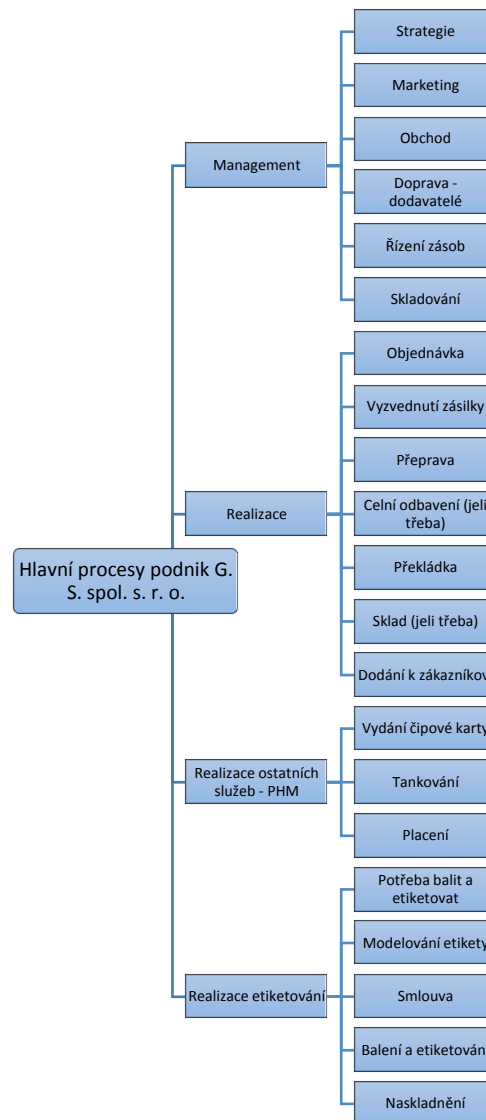 Hlavní procesy podnik G.
S. spol. s. r. o.
Management
Strategie
Marketing
Obchod
Doprava -
dodavatelé
Řízení zásob
Skladování
Realizace
Objednávka
Vyzvednutí zásilky
Přeprava
Celní odbavení (jeli
třeba)
Překládka
Sklad (jeli třeba)
Dodání k zákazníkov
Realizace ostatních
služeb - PHM
Vydání čipové karty
Tankování
Placení
Realizace etiketování
Potřeba balit a
etiketovat
Modelování etikety
Smlouva
Balení a etiketován
Naskladnění